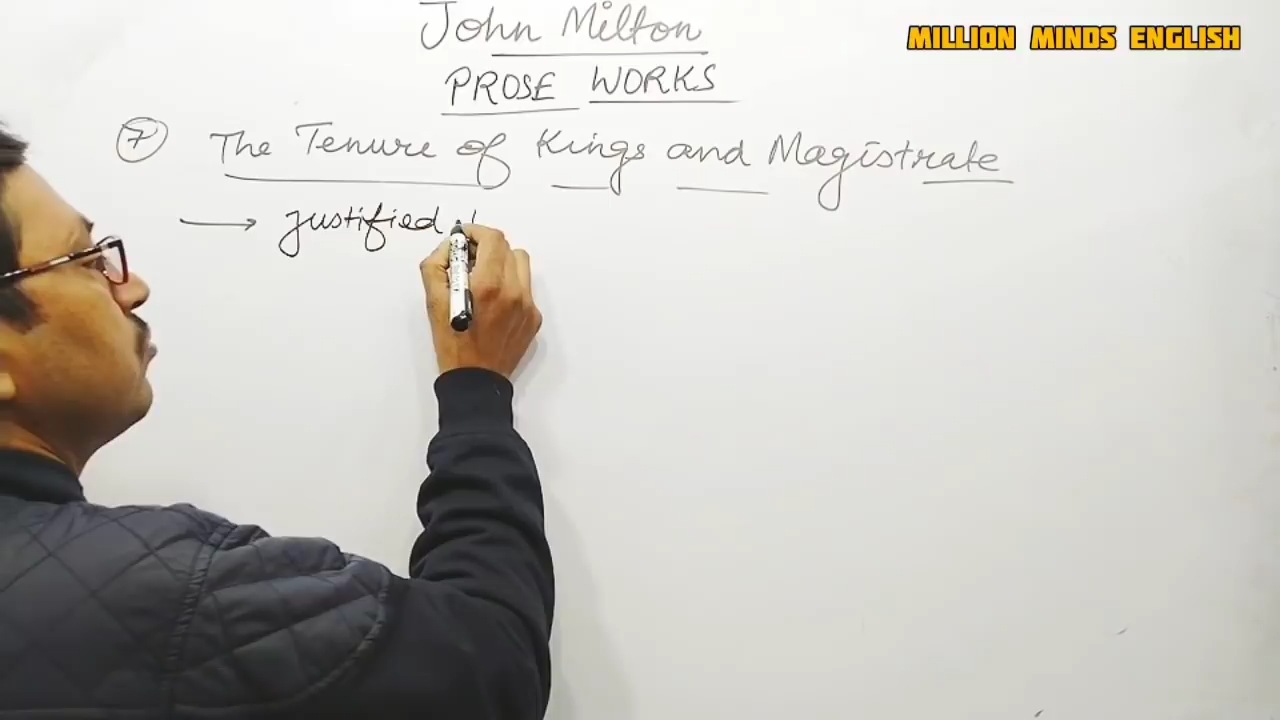 John Milton
MILLION MINDS ENGLISH
PROSE WORKS
7 The Tenure of Kings and Magistrate
→ justified